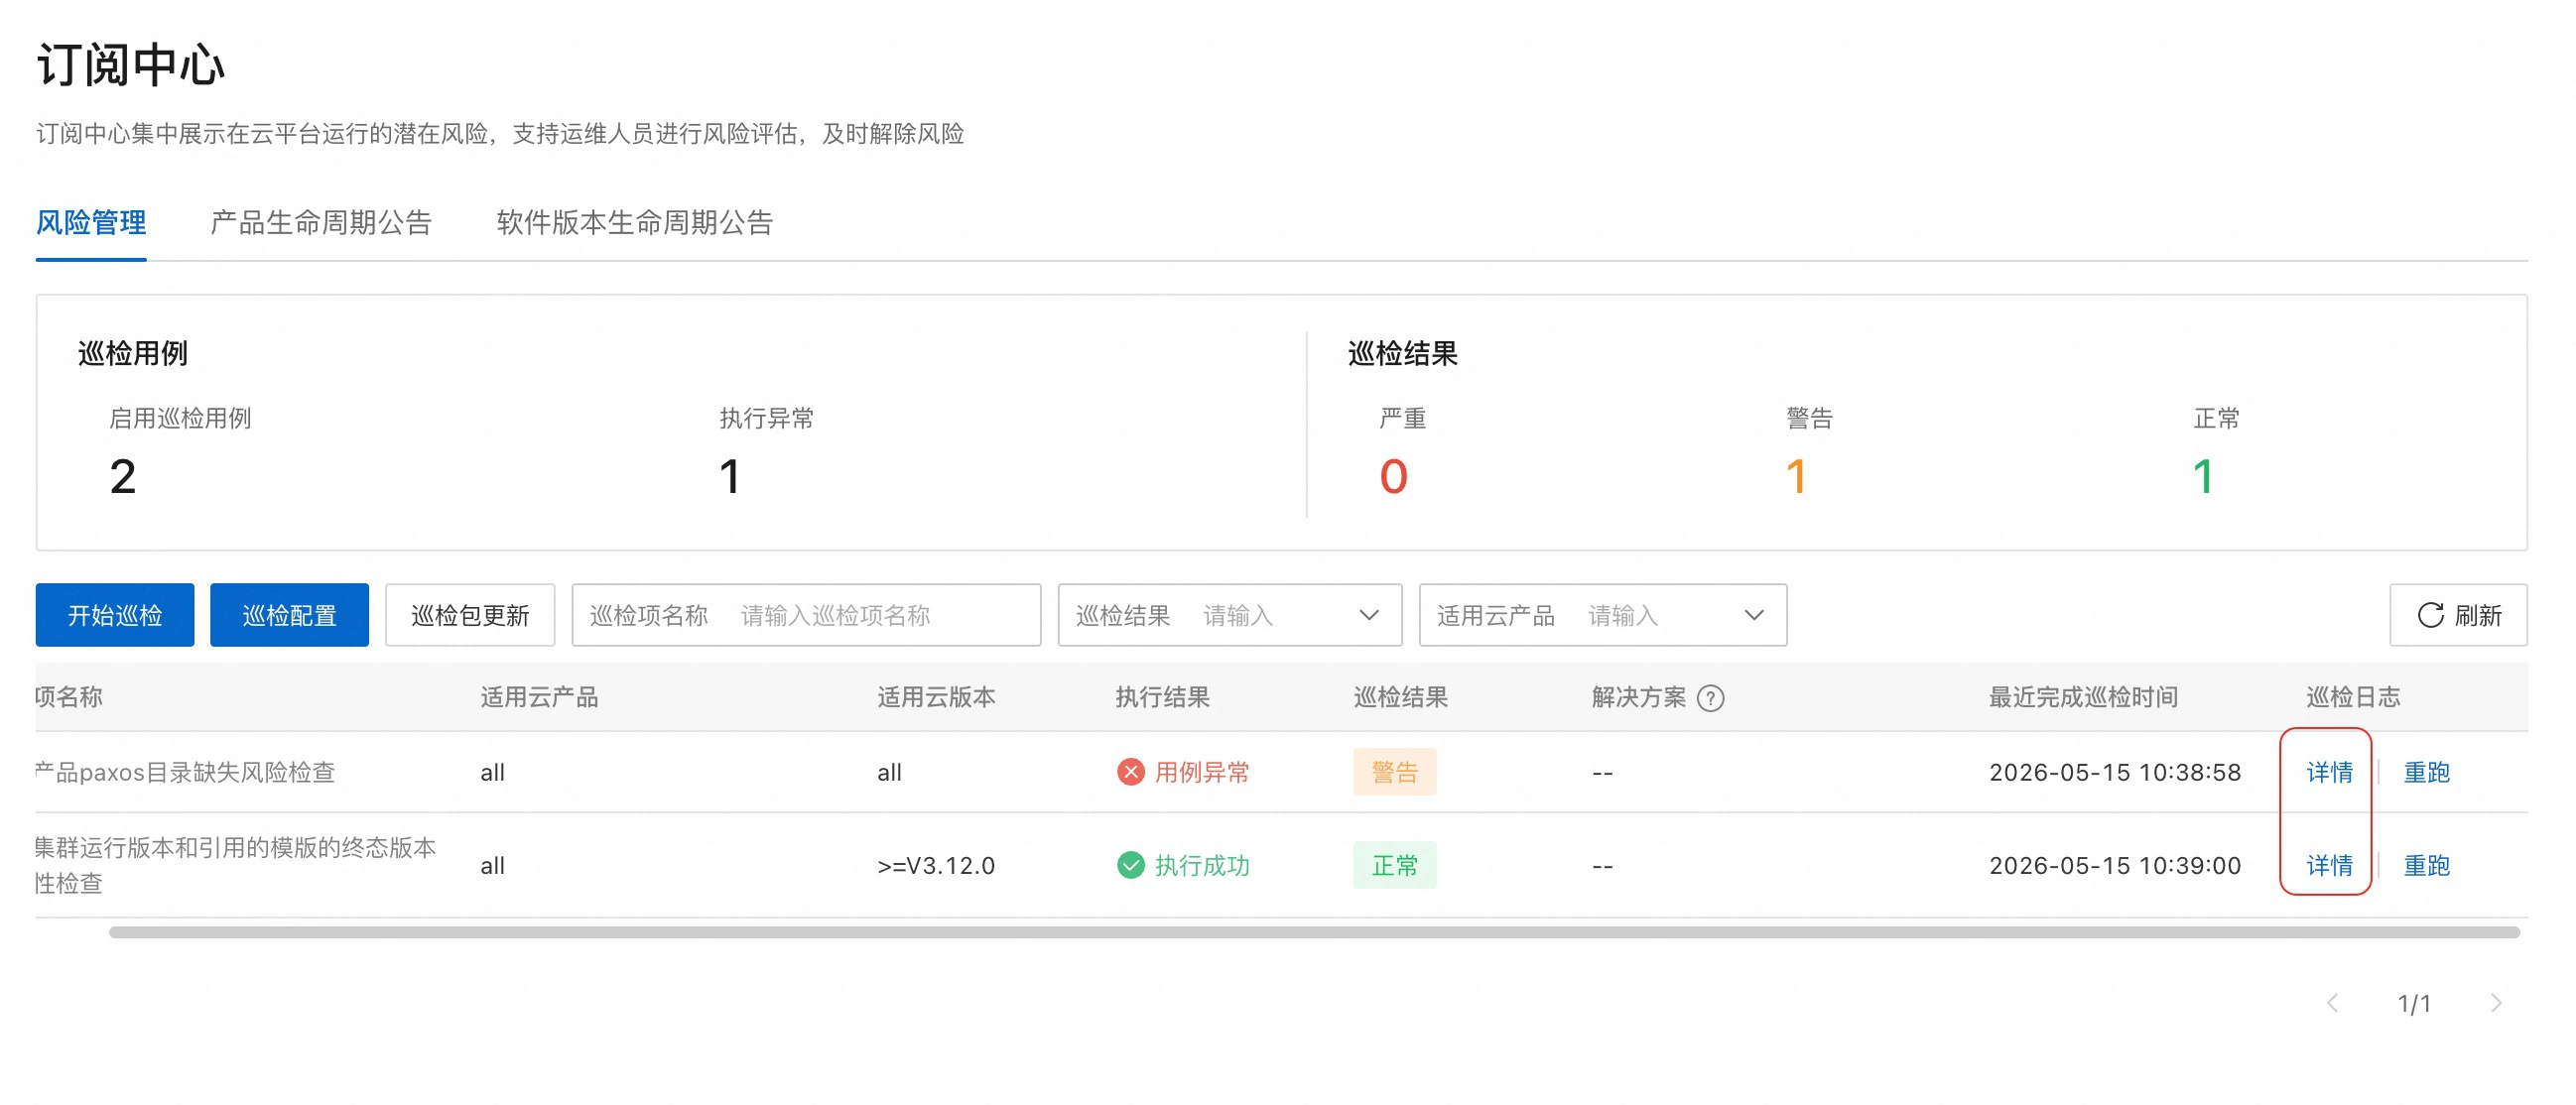 订阅中心
订阅中心集中展示在云平台运行的潜在风险，支持运维人员进行风险评估，及时解除风险
风险管理 产品生命周期公告 软件版本生命周期公告
巡检用例 巡检结果
启用巡检用例 执行异常 严重 警告 正常
2 1 0 1 1
开始巡检 巡检配置 巡检包更新 巡检项名称 请输入巡检项名称 巡检结果 请输入 适用云产品 请输入 刷新
项名称 适用云产品 适用云版本 执行结果 巡检结果 解决方案 ? 最近完成巡检时间 巡检日志
产品paxos目录缺失风险检查 all all 用例异常 警告 -- 2026-05-15 10:38:58 详情 重跑
集群运行版本和引用的模版的终态版本
性检查 all >=V3.12.0 执行成功 正常 -- 2026-05-15 10:39:00 详情 重跑
1/1